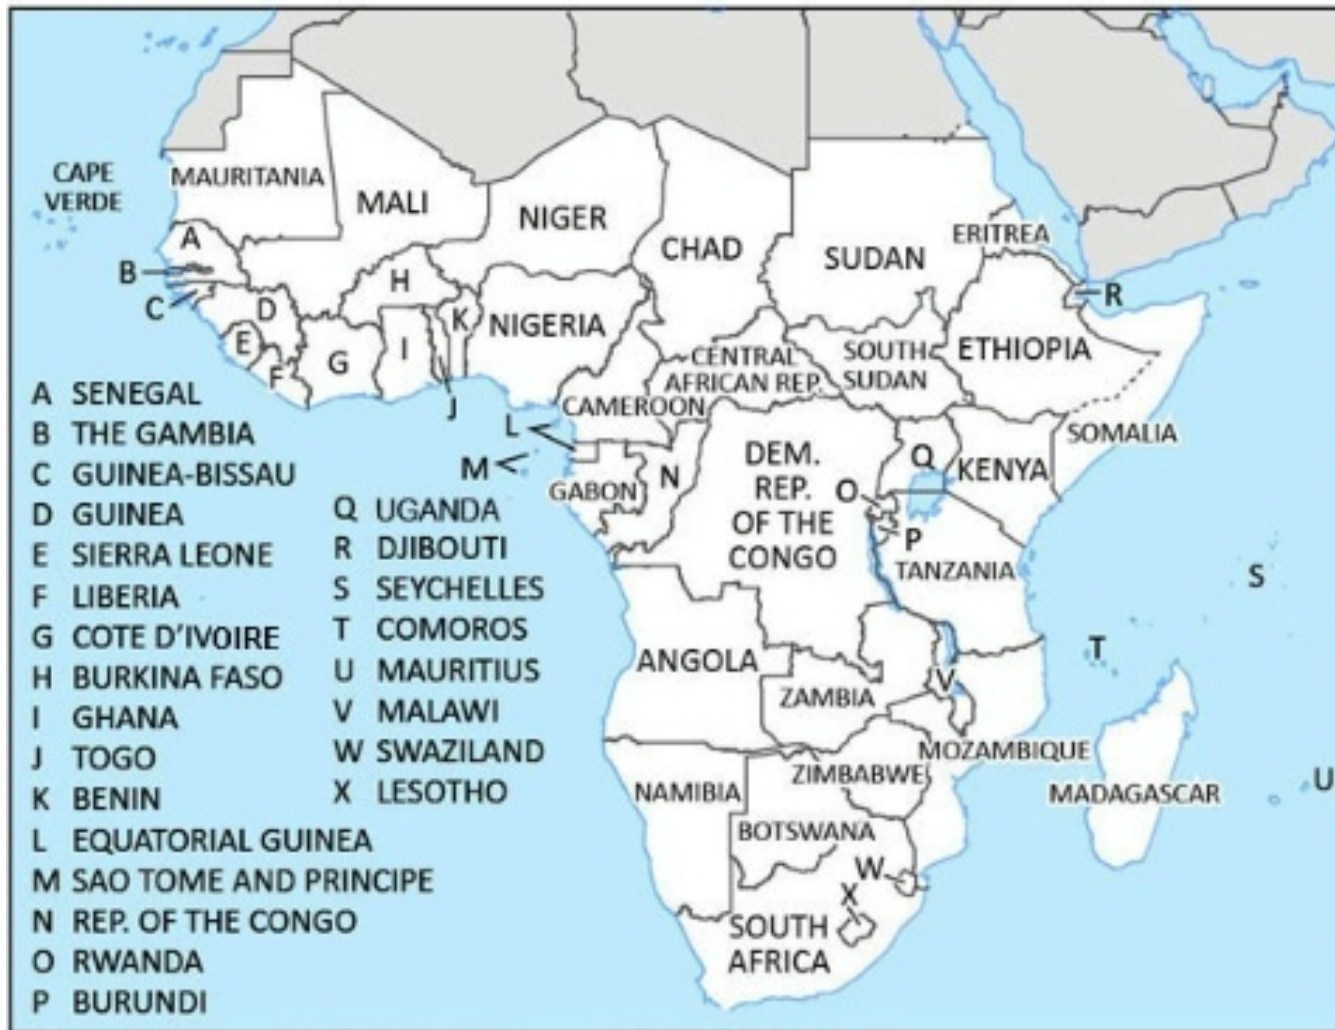 CAPE
VERDE
MAURITANIA
MALI
NIGER
CHAD
SUDAN
ERITREA
A
B
C
D
E
F
G
H
I
J
K
NIGERIA
R
ETHIOPIA
SOUTH
SUDAN
CENTRAL
AFRICAN REP.
CAMEROON
SOMALIA
L
M
GABON
N
DEM.
REP.
OF THE
CONGO
O
P
Q
KENYA
TANZANIA
S
T
ANGOLA
ZAMBIA
V
MOZAMBIQUE
ZIMBABWE
NAMIBIA
BOTSWANA
MADAGASCAR
U
W
X
SOUTH
AFRICA
A SENEGAL
B THE GAMBIA
C GUINEA-BISSAU
D GUINEA
E SIERRA LEONE
F LIBERIA
G COTE D'IVOIRE
H BURKINA FASO
I GHANA
J TOGO
K BENIN
L EQUATORIAL GUINEA
M SAO TOME AND PRINCIPE
N REP. OF THE CONGO
O RWANDA
P BURUNDI
Q UGANDA
R DJIBOUTI
S SEYCHELLES
T COMOROS
U MAURITIUS
V MALAWI
W SWAZILAND
X LESOTHO